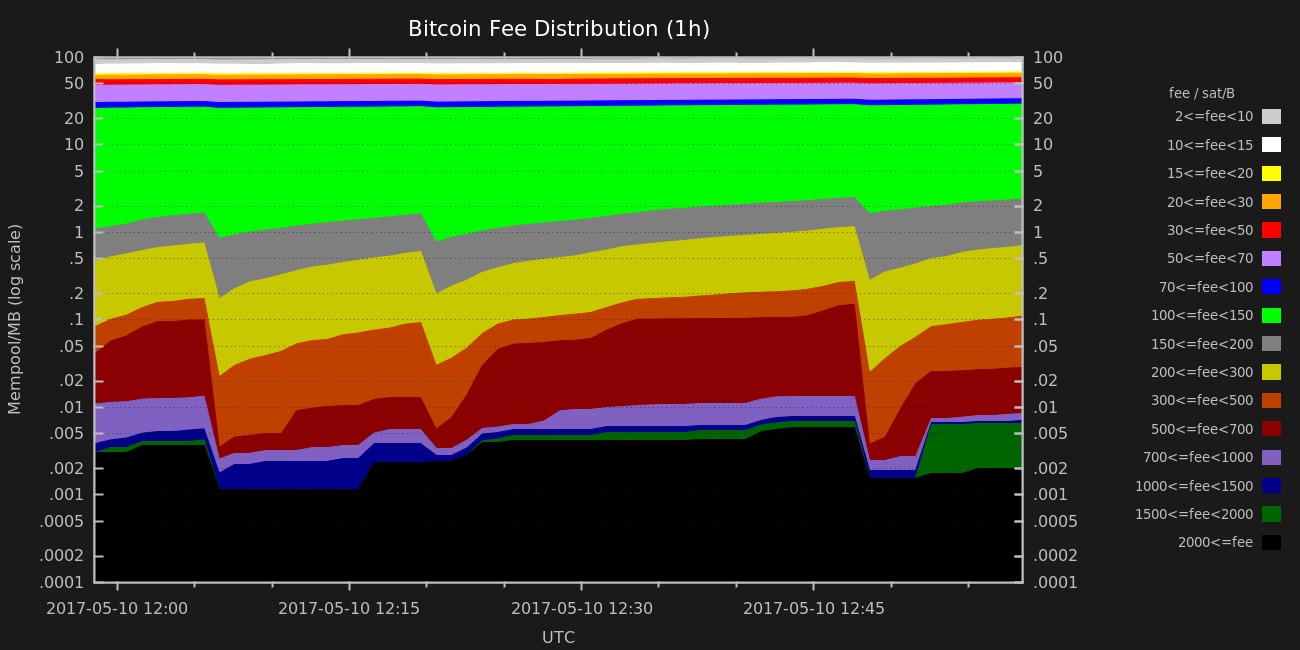 Bitcoin Fee Distribution (1h)
Mempool/MB (log scale)
100
50
20
10
5
2
1
.5
.2
.1
.05
.02
.01
.005
.002
.001
.0005
.0002
.0001
100
50
20
10
5
2
1
.5
.2
.1
.05
.02
.01
.005
.002
.001
.0005
.0002
.0001
2017-05-10 12:00
2017-05-10 12:15
2017-05-10 12:30
2017-05-10 12:45
UTC
fee / sat/B
2<=fee<10
10<=fee<15
15<=fee<20
20<=fee<30
30<=fee<50
50<=fee<70
70<=fee<100
100<=fee<150
150<=fee<200
200<=fee<300
300<=fee<500
500<=fee<700
700<=fee<1000
1000<=fee<1500
1500<=fee<2000
2000<=fee